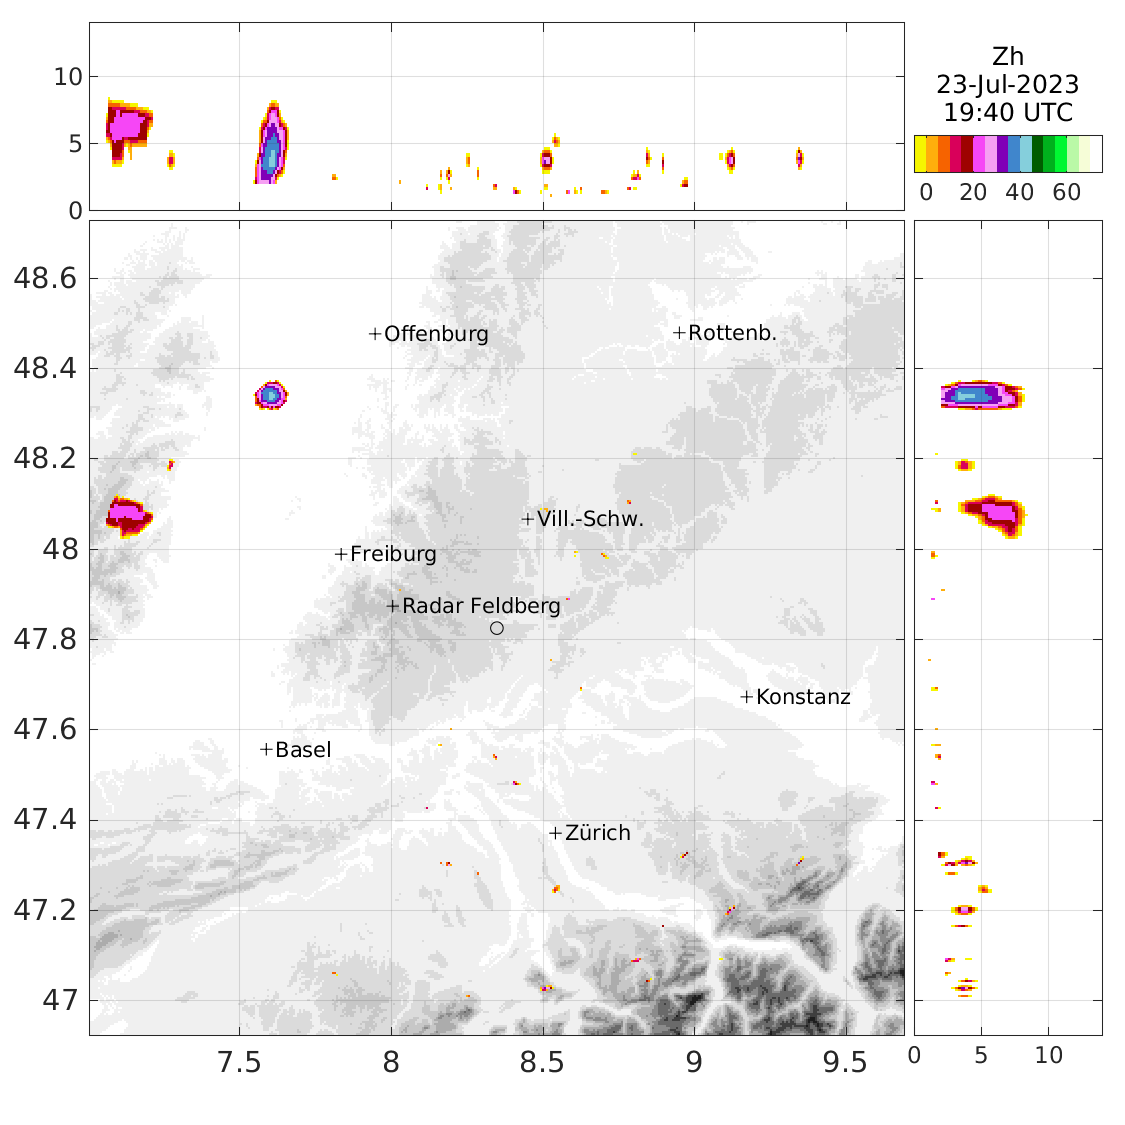 10
5
0
Zh
23-Jul-2023
19:40 UTC
0 20 40 60
48.6
48.4
48.2
48
47.8
47.6
47.4
47.2
47
Offenburg
Rottenb.
Vill.-Schw.
Freiburg
Radar Feldberg
Konstanz
Basel
Zürich
7.5 8 8.5 9 9.5
0 5 10